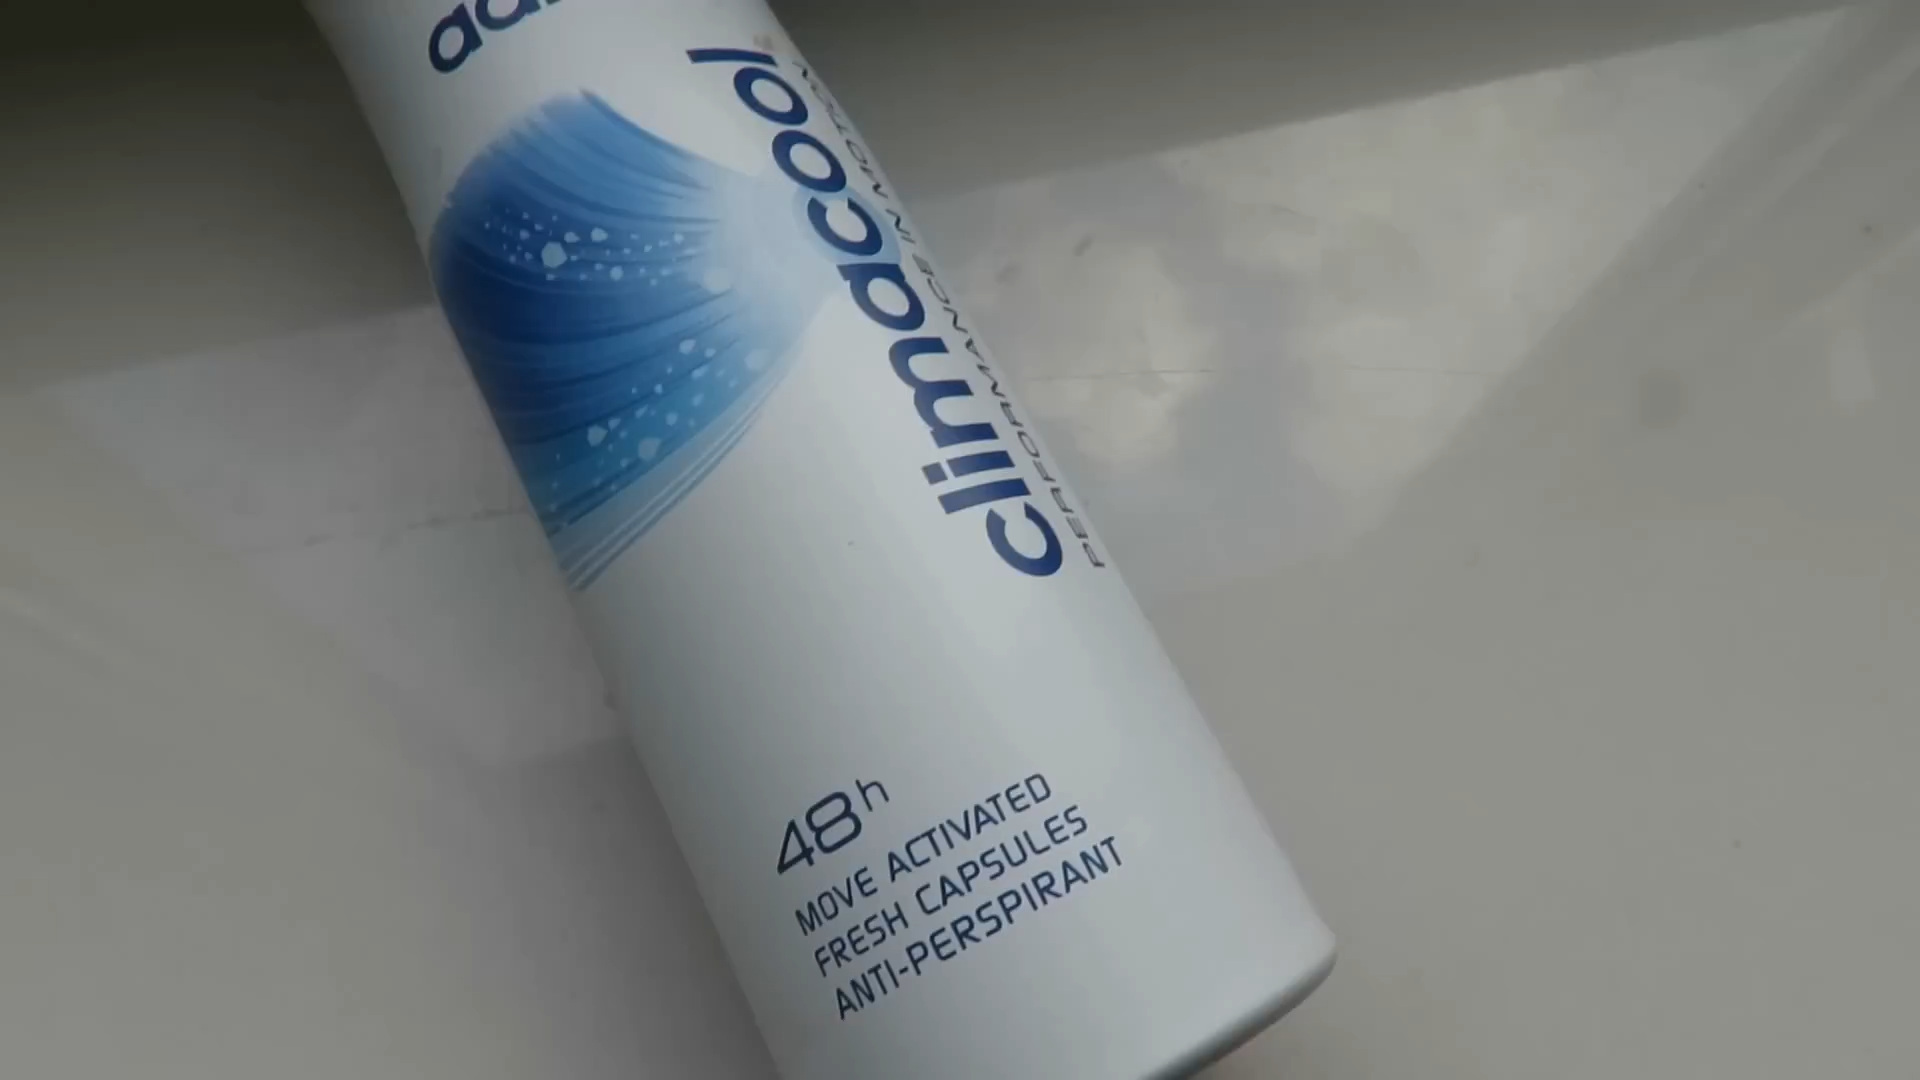 climacool
PERFORMANCE IN MOTION
48h
MOVE ACTIVATED
FRESH CAPSULES
ANTI-PERSPIRANT